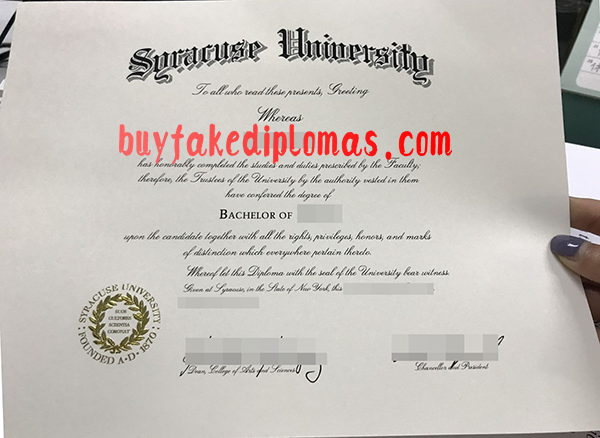 Syracuse University
To all who read these presents, Greeting
Whereas
buyfakediplomas.com
has honorably completed the studies and duties prescribed by the Faculty;
therefore, the Trustees of the University by the authority vested in them
have conferred the degree of
BACHELOR OF
upon the candidate together with all the rights, privileges, honors, and marks
of distinction which everywhere pertain thereto.
Whereof let this Diploma with the seal of the University bear witness.
Given at Syracuse, in the State of New York, this
SYRACUSE UNIVERSITY
SUOS
CULTORES
SCIENTIA
CORONAT
FOUNDED A·D·1870
Dean, College of Arts and Sciences
Chancellor and President